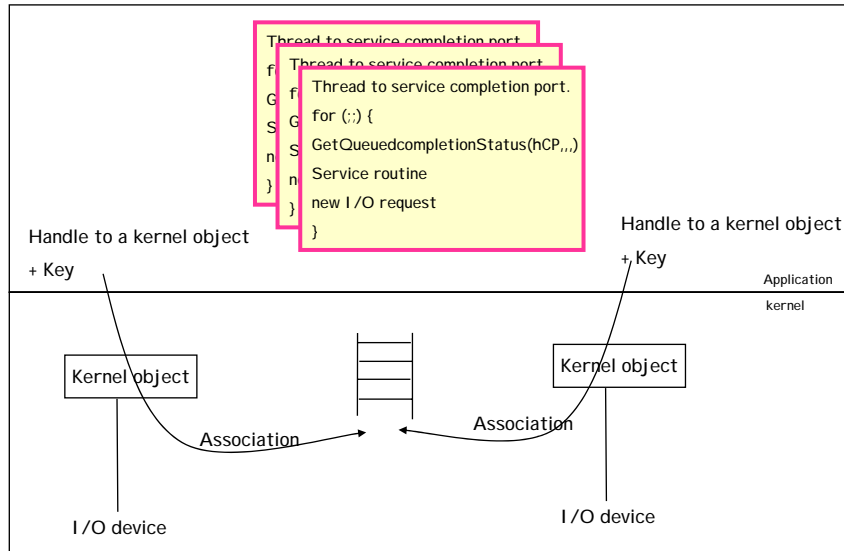 Thread to service completion port
Thread to service completion port
Thread to service completion port.
for (;;) {
GetQueuedcompletionStatus(hCP,,,)
Service routine
new I/O request
}
}
}
Handle to a kernel object
+ Key
Handle to a kernel object
+ Key
Application
kernel
Kernel object
Kernel object
Association
Association
I/O device
I/O device